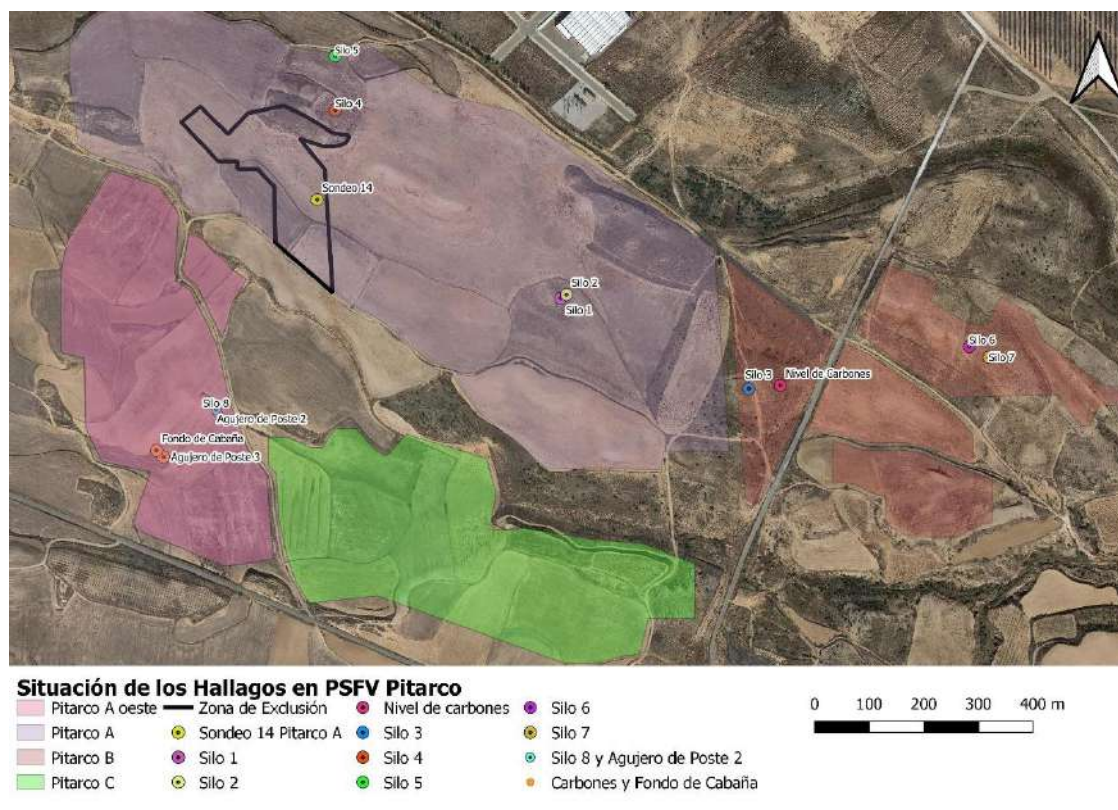 Silo 5
Silo 4
Sondeo 14
Silo 2
Silo 1
Silo 6
Silo 7
Silo 3
Nivel de Carbones
Silo 8
Agujero de Poste 2
Fondo de Cabaña
Agujero de Poste 3
Situación de los Hallagos en PSFV Pitarco
Pitarco A oeste
Zona de Exclusión
Nivel de carbones
Silo 6
Pitarco A
Sondeo 14 Pitarco A
Silo 3
Silo 7
Pitarco B
Silo 1
Silo 4
Silo 8 y Agujero de Poste 2
Pitarco C
Silo 2
Silo 5
Carbones y Fondo de Cabaña
0 100 200 300 400 m